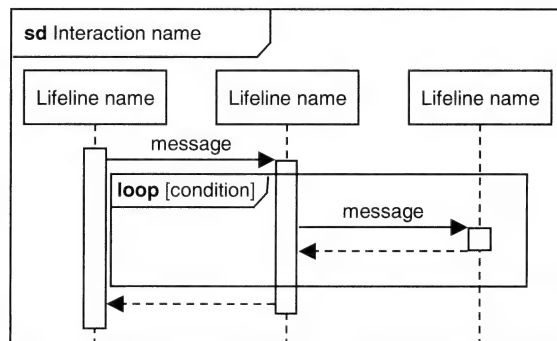 sd Interaction name
Lifeline name
Lifeline name
Lifeline name
message
loop [condition]
message